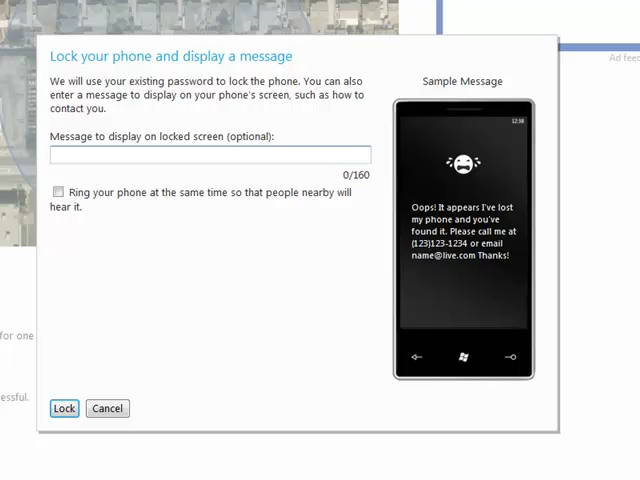 Ad feed
Lock your phone and display a message
We will use your existing password to lock the phone. You can also
enter a message to display on your phone's screen, such as how to
contact you.
Message to display on locked screen (optional):
0/160
Ring your phone at the same time so that people nearby will
hear it.
Sample Message
12:38
Oops! It appears I've lost
my phone and you've
found it. Please call me at
(123)123-1234 or email
name@live.com Thanks!
for one
essful.
Lock
Cancel